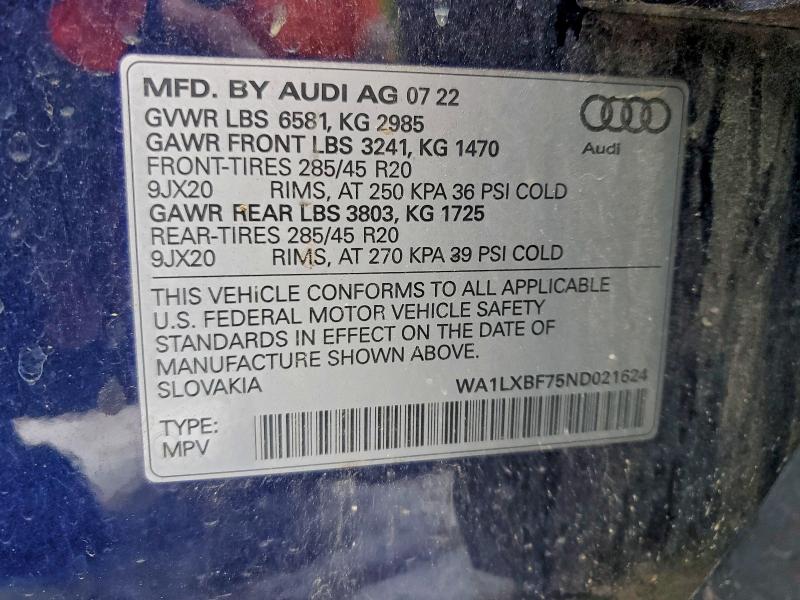 MFD. BY AUDI AG 07 22
GVWR LBS 6581, KG 2985
GAWR FRONT LBS 3241, KG 1470
FRONT-TIRES 285/45 R20
9JX20 RIMS, AT 250 KPA 36 PSI COLD
GAWR REAR LBS 3803, KG 1725
REAR-TIRES 285/45 R20
9JX20 RIMS, AT 270 KPA 39 PSI COLD
Audi
THIS VEHICLE CONFORMS TO ALL APPLICABLE
U.S. FEDERAL MOTOR VEHICLE SAFETY
STANDARDS IN EFFECT ON THE DATE OF
MANUFACTURE SHOWN ABOVE.
SLOVAKIA WA1LXBF75ND021624
TYPE:
MPV